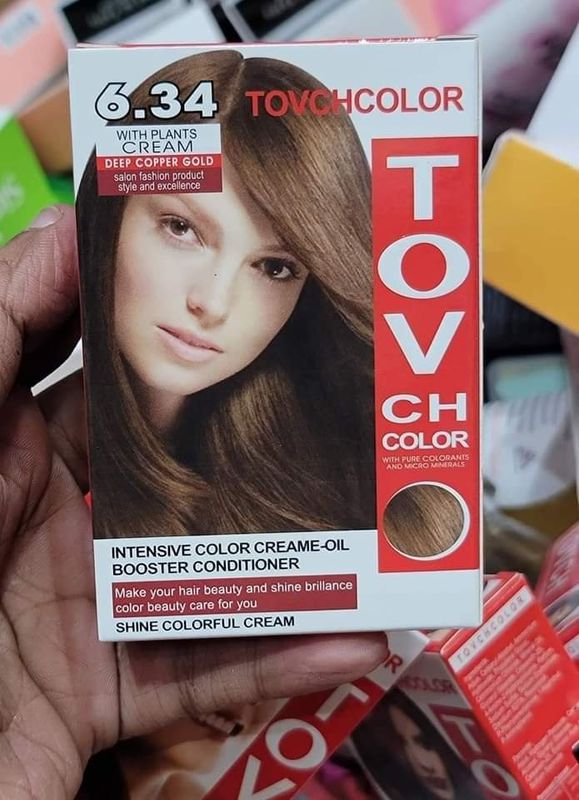 6.34
WITH PLANTS
CREAM
DEEP COPPER GOLD
salon fashion product
style and excellence
TOVCHCOLOR
TOV
CH
COLOR
WITH PURE COLORANTS
AND MICRO MINERALS
INTENSIVE COLOR CREAME-OIL
BOOSTER CONDITIONER
Make your hair beauty and shine brillance
color beauty care for you
SHINE COLORFUL CREAM
TOVCHCOLOR